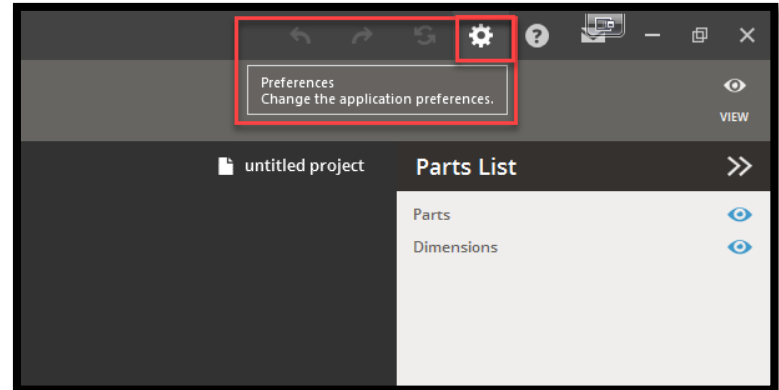 Preferences
Change the application preferences.
VIEW
untitled project
Parts List
Parts
Dimensions